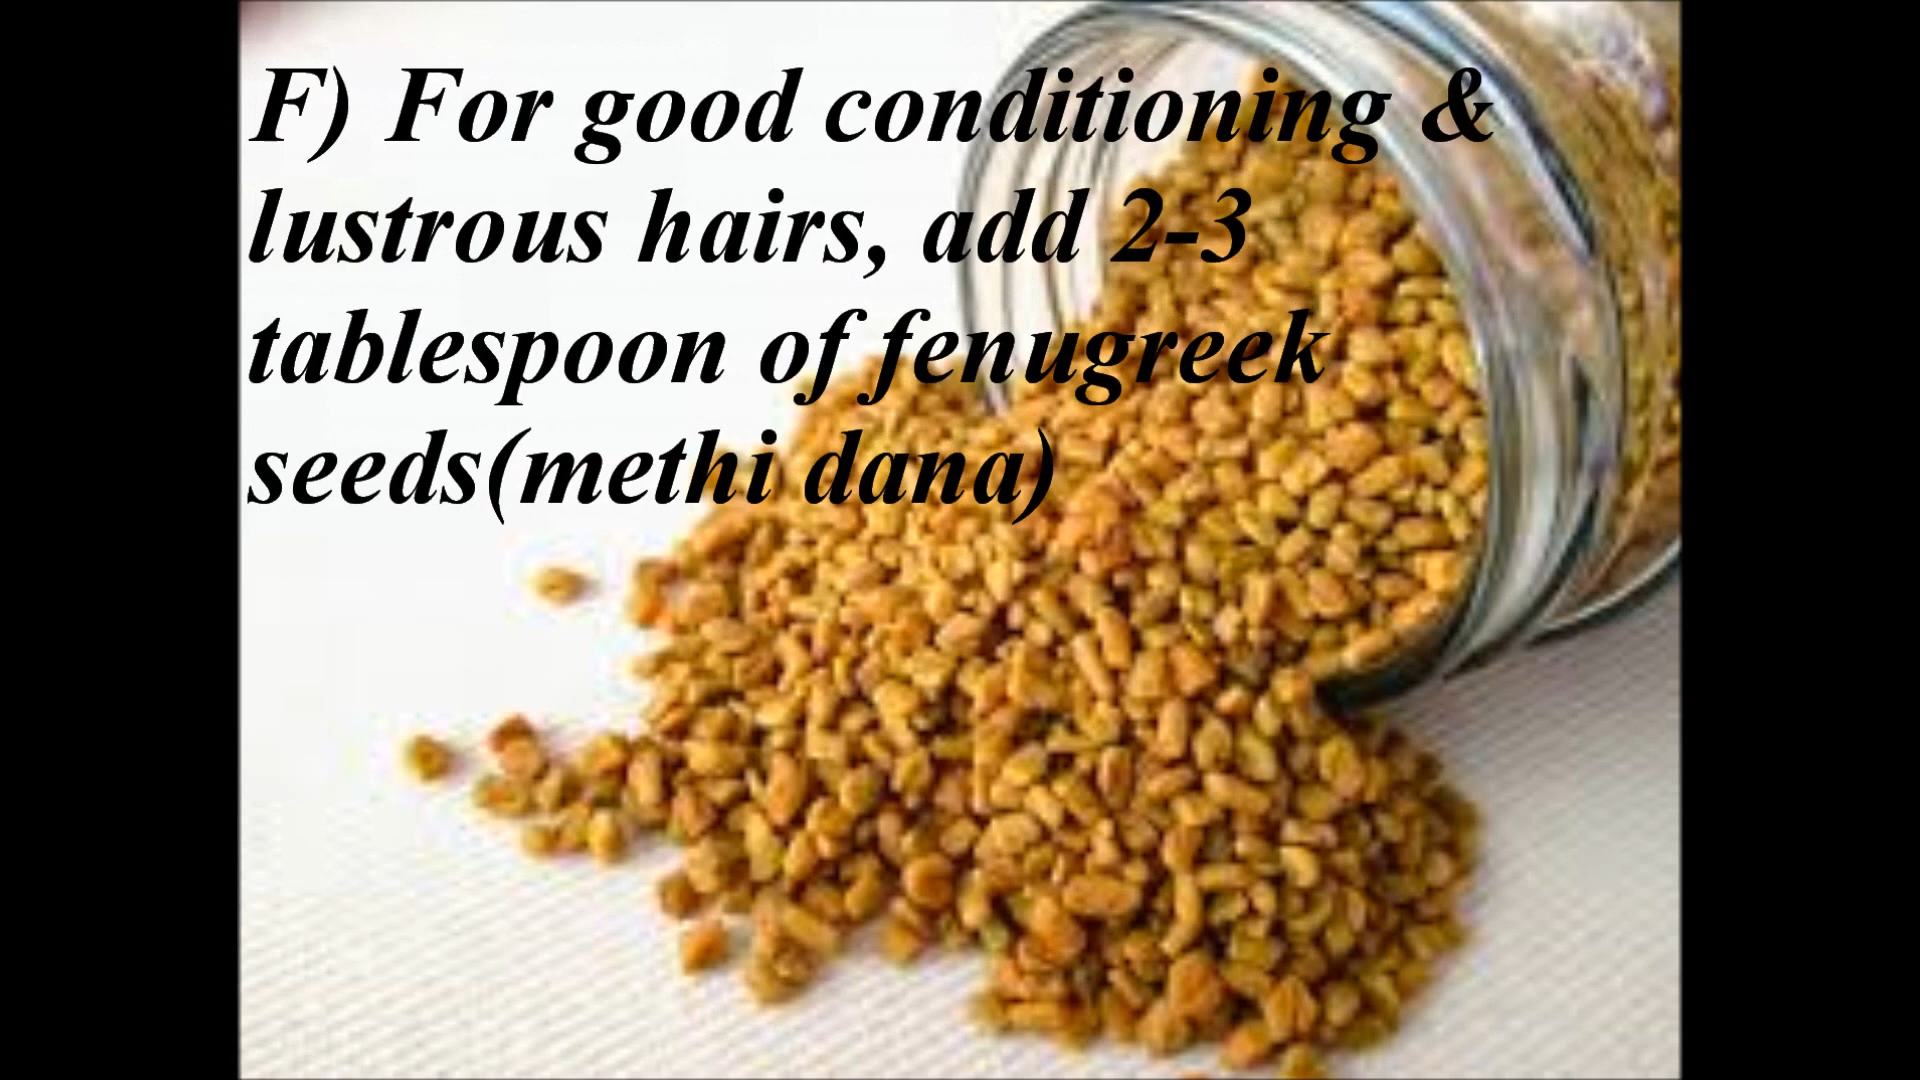 F) For good conditioning &
lustrous hairs, add 2-3
tablespoon of fenugreek
seeds(methi dana)